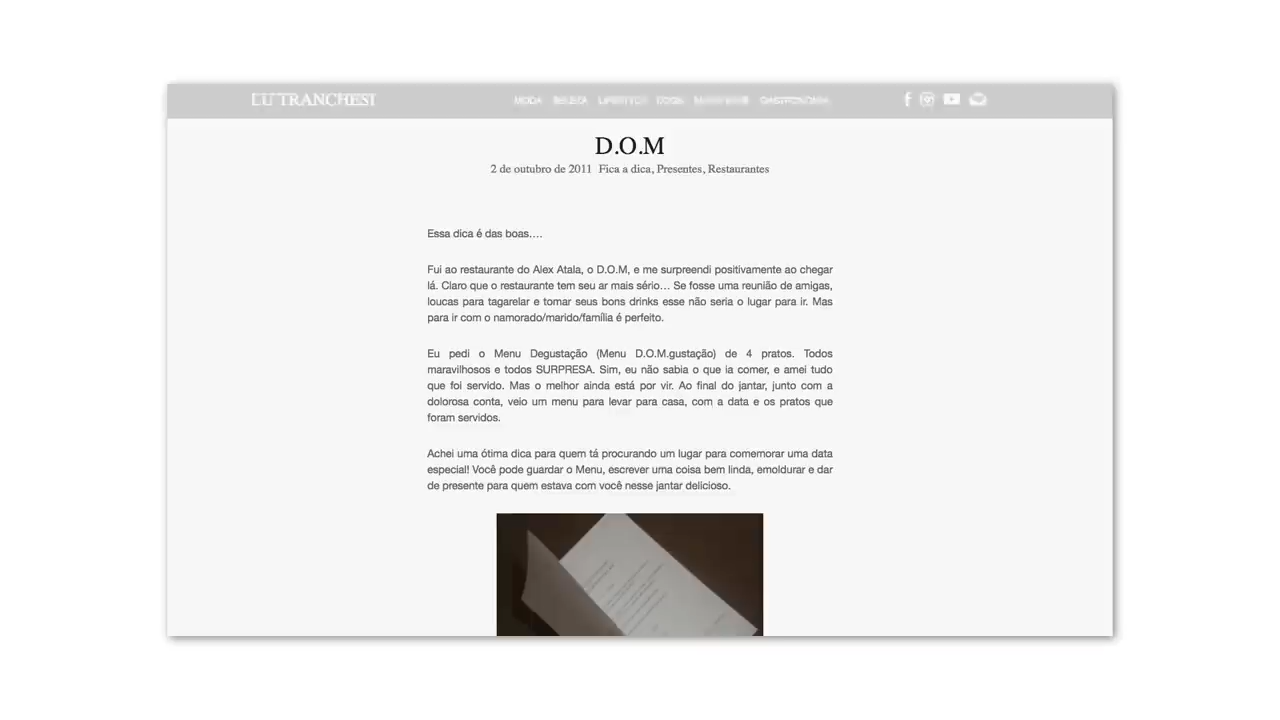 LU TRANCHESI
MODA BELEZA LIFESTYLE GASTRONOMIA
D.O.M
2 de outubro de 2011 Fica a dica, Presentes, Restaurantes
Essa dica é das boas….
Fui ao restaurante do Alex Atala, o D.O.M, e me surpreendi positivamente ao chegar
lá. Claro que o restaurante tem seu ar mais sério… Se fosse uma reunião de amigas,
loucas para tagarelar e tomar seus bons drinks esse não seria o lugar para ir. Mas
para ir com o namorado/marido/família é perfeito.
Eu pedi o Menu Degustação (Menu D.O.M.gustação) de 4 pratos. Todos
maravilhosos e todos SURPRESA. Sim, eu não sabia o que ia comer, e amei tudo
que foi servido. Mas o melhor ainda está por vir. Ao final do jantar, junto com a
dolorosa conta, veio um menu para levar para casa, com a data e os pratos que
foram servidos.
Achei uma ótima dica para quem tá procurando um lugar para comemorar uma data
especial! Você pode guardar o Menu, escrever uma coisa bem linda, emoldurar e dar
de presente para quem estava com você nesse jantar delicioso.